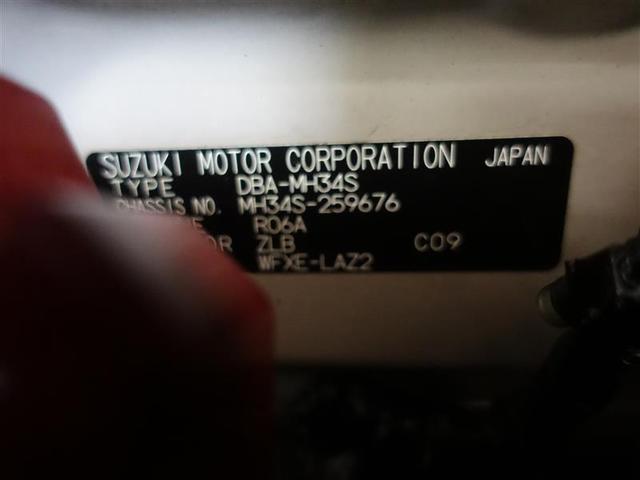 SUZUKI MOTOR CORPORATION JAPAN
TYPE DBA-MH34S
CHASSIS NO. MH34S-259676
R06A
ZLB C09
WFXE-LAZ2